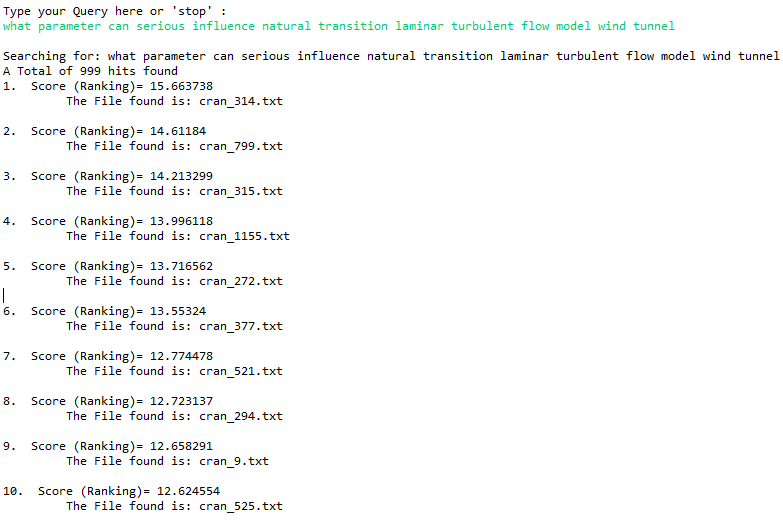 Type your Query here or 'stop' :
what parameter can serious influence natural transition laminar turbulent flow model wind tunnel
Searching for: what parameter can serious influence natural transition laminar turbulent flow model wind tunnel
A Total of 999 hits found
1.  Score (Ranking)= 15.663738
The File found is: cran_314.txt
2.  Score (Ranking)= 14.61184
The File found is: cran_799.txt
3.  Score (Ranking)= 14.213299
The File found is: cran_315.txt
4.  Score (Ranking)= 13.996118
The File found is: cran_1155.txt
5.  Score (Ranking)= 13.716562
The File found is: cran_272.txt
6.  Score (Ranking)= 13.55324
The File found is: cran_377.txt
7.  Score (Ranking)= 12.774478
The File found is: cran_521.txt
8.  Score (Ranking)= 12.723137
The File found is: cran_294.txt
9.  Score (Ranking)= 12.658291
The File found is: cran_9.txt
10.  Score (Ranking)= 12.624554
The File found is: cran_525.txt